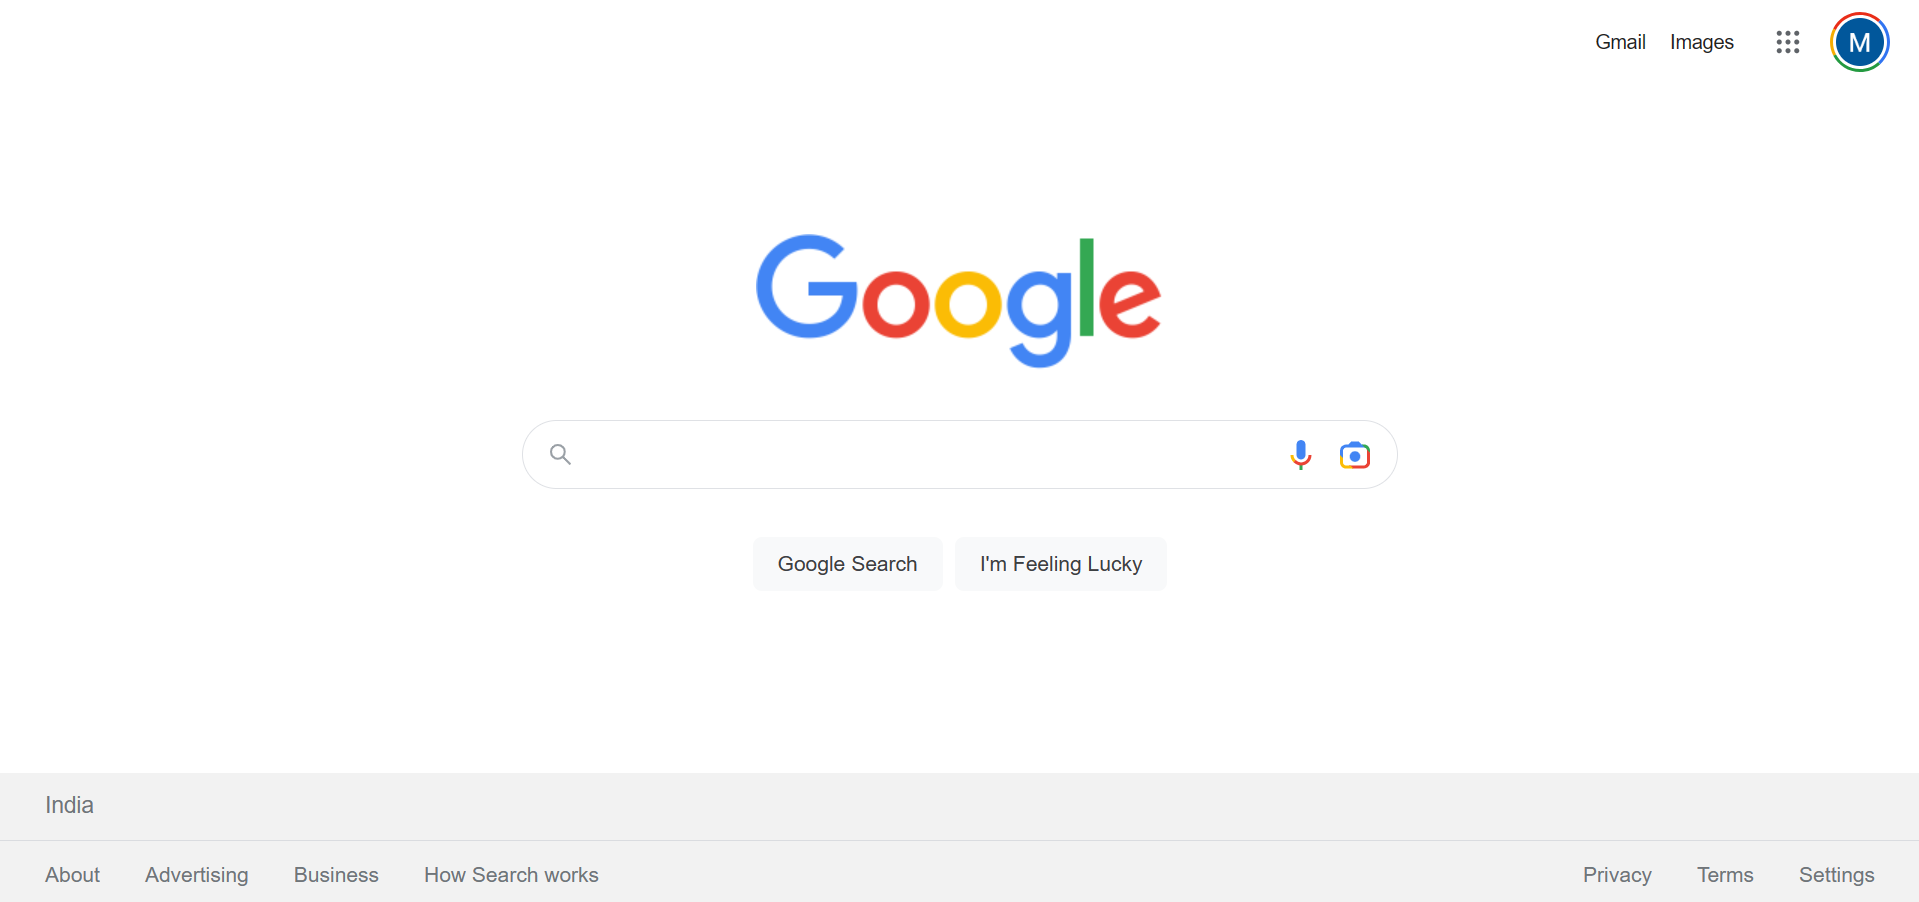 Gmail Images M
Google
Google Search I'm Feeling Lucky
India
About Advertising Business How Search works Privacy Terms Settings